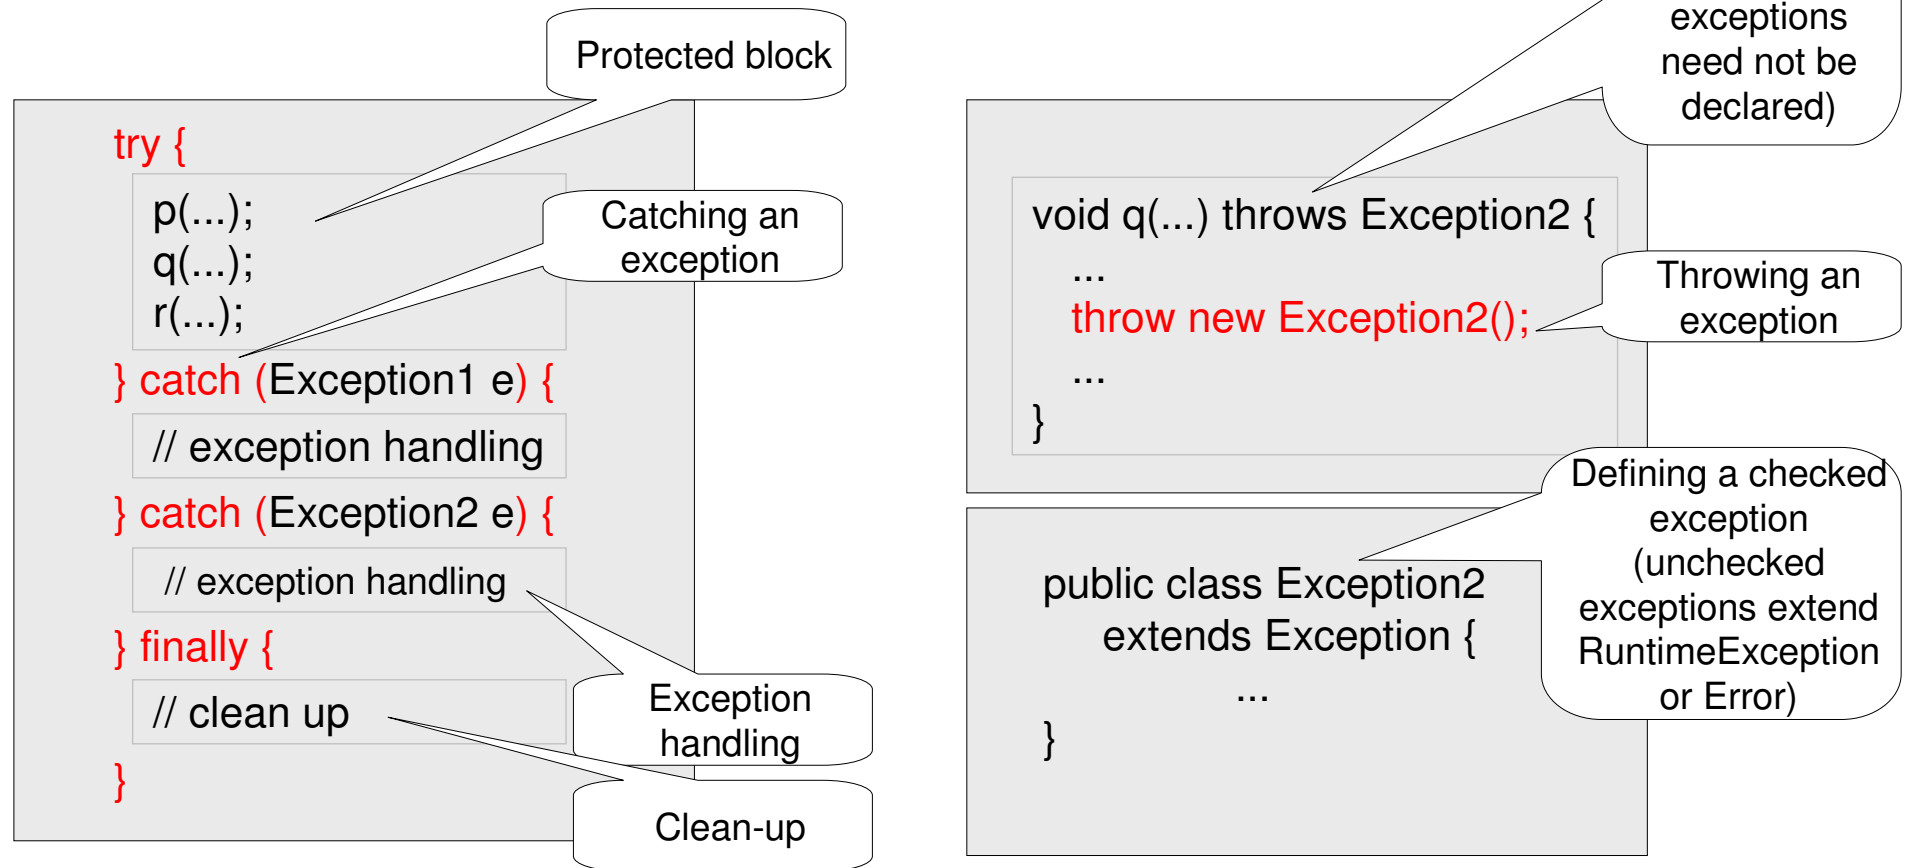 Protected block
try {
p(...);
q(...);
r(...);
Catching an
exception
} catch (Exception1 e) {
// exception handling
} catch (Exception2 e) {
// exception handling
} finally {
// clean up
}
Exception
handling
Clean-up
exceptions
need not be
declared)
void q(...) throws Exception2 {
...
throw new Exception2();
...
}
Throwing an
exception
Defining a checked
exception
(unchecked
exceptions extend
RuntimeException
or Error)
public class Exception2
extends Exception {
...
}